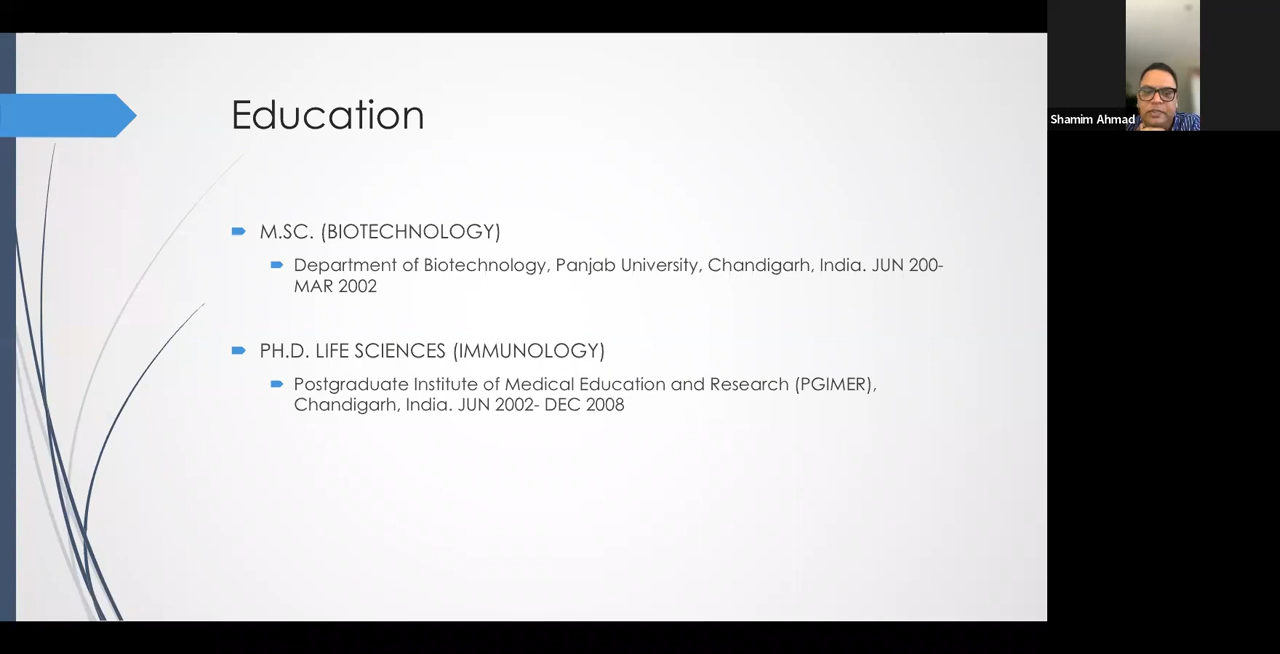 Education
M.SC. (BIOTECHNOLOGY)
Department of Biotechnology, Panjab University, Chandigarh, India. JUN 200-
MAR 2002
PH.D. LIFE SCIENCES (IMMUNOLOGY)
Postgraduate Institute of Medical Education and Research (PGIMER),
Chandigarh, India. JUN 2002- DEC 2008
Shamim Ahmad